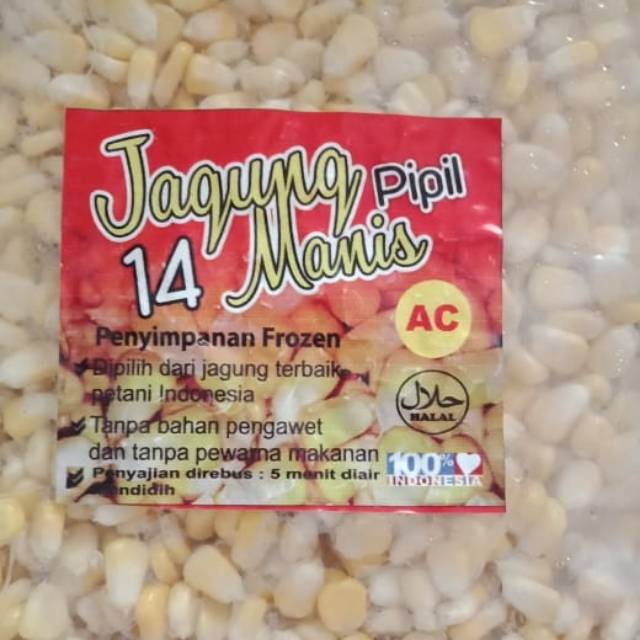 Jagung Pipil
14 Manis
AC
Penyimpanan Frozen
Dipilih dari jagung terbaik
petani Indonesia
حلال
HALAL
Tanpa bahan pengawet
dan tanpa pewarna makanan
100%
INDONESIA
Penyajian direbus : 5 menit diair
mendidih